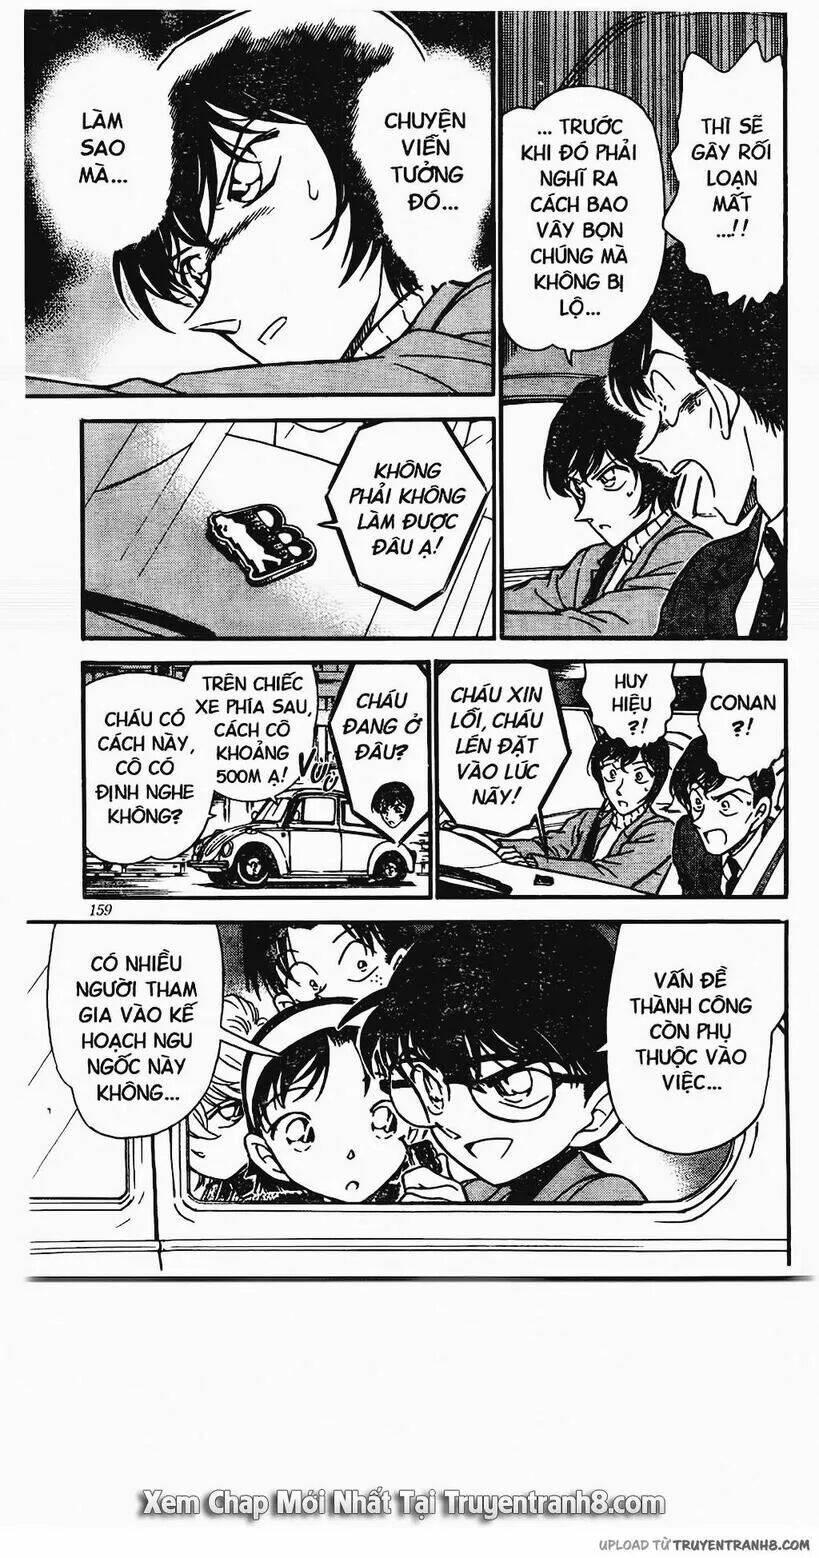 THÌ SẼ
GÂY RỐI
LOẠN
MẤT
...!!
... TRƯỚC
KHI ĐÓ PHẢI
NGHĨ RA
CÁCH BAO
VÂY BỌN
CHÚNG MÀ
KHÔNG BỊ
LỘ...
CHUYỆN
VIỂN
TƯỞNG
ĐÓ...
LÀM
SAO
MÀ...
KHÔNG
PHẢI KHÔNG
LÀM ĐƯỢC
ĐÂU Ạ!
CONAN
?!
HUY
HIỆU
?!
CHÁU XIN
LỖI, CHÁU
LÉN ĐẶT
VÀO LÚC
NÃY!
CHÁU
ĐANG Ở
ĐÂU?
TRÊN CHIẾC
XE PHÍA SAU,
CÁCH CÔ
KHOẢNG
500M Ạ!
CHÁU CÓ
CÁCH NÀY,
CÔ CÓ
ĐỊNH NGHE
KHÔNG?
159
VẤN ĐỀ
THÀNH CÔNG
CÒN PHỤ
THUỘC VÀO
VIỆC...
CÓ NHIỀU
NGƯỜI THAM
GIA VÀO KẾ
HOẠCH NGU
NGỐC NÀY
KHÔNG...
Xem Chap Mới Nhất Tại Truyentranh8.com
UPLOAD TỪ TRUYENTRANH8.COM